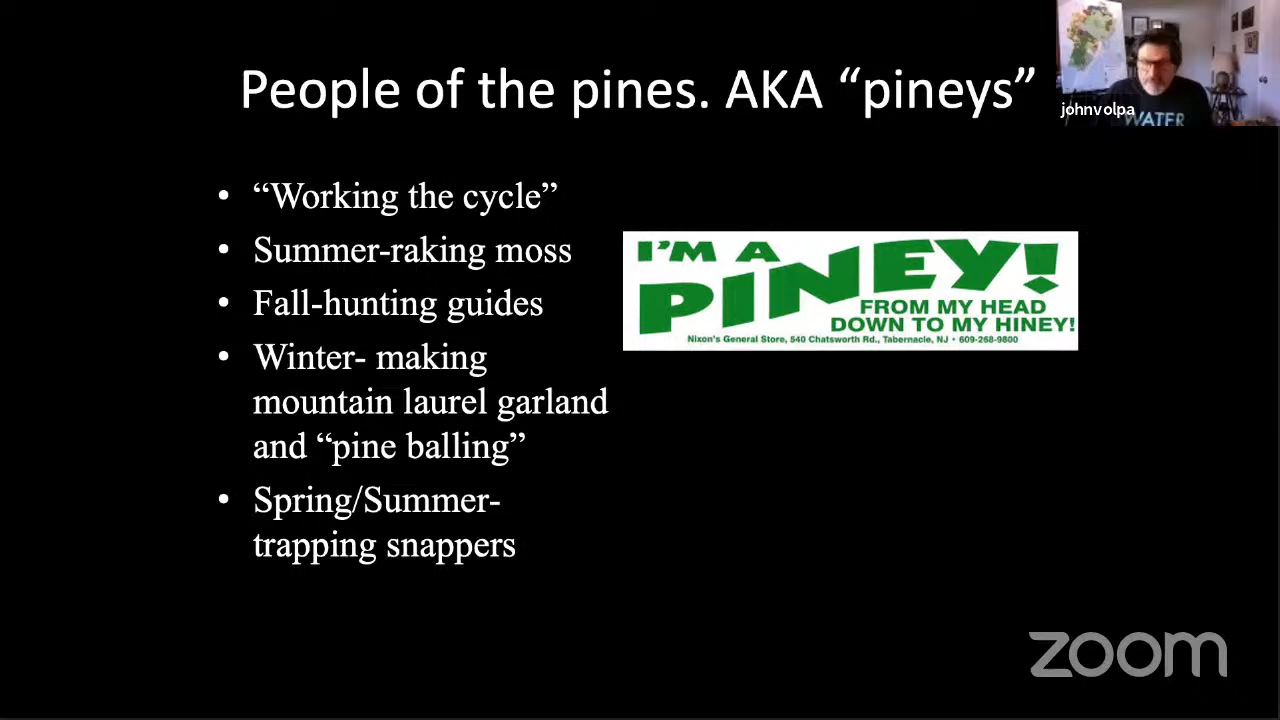 People of the pines. AKA “pineys”
johnvolpa
WATER
• “Working the cycle”
• Summer-raking moss
• Fall-hunting guides
• Winter- making
mountain laurel garland
and “pine balling”
• Spring/Summer-
trapping snappers
I'M A
PINEY!
FROM MY HEAD
DOWN TO MY HINEY!
Nixon's General Store, 540 Chatsworth Rd., Tabernacle, NJ • 609-268-9800
zoom